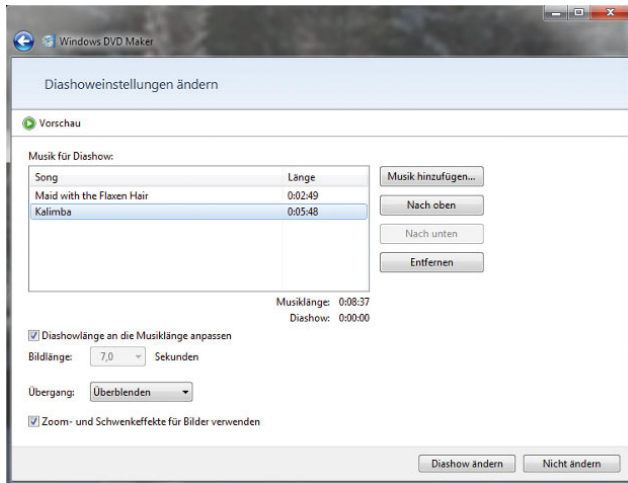 Windows DVD Maker
Diashoweinstellungen ändern
Vorschau
Musik für Diashow:
Song Länge
Maid with the Flaxen Hair 0:02:49
Kalimba 0:05:48
Musik hinzufügen...
Nach oben
Nach unten
Entfernen
Musiklänge: 0:08:37
Diashow: 0:00:00
Diashowlänge an die Musiklänge anpassen
Bildlänge: 7,0 Sekunden
Übergang: Überblenden
Zoom- und Schwenkeffekte für Bilder verwenden
Diashow ändern Nicht ändern